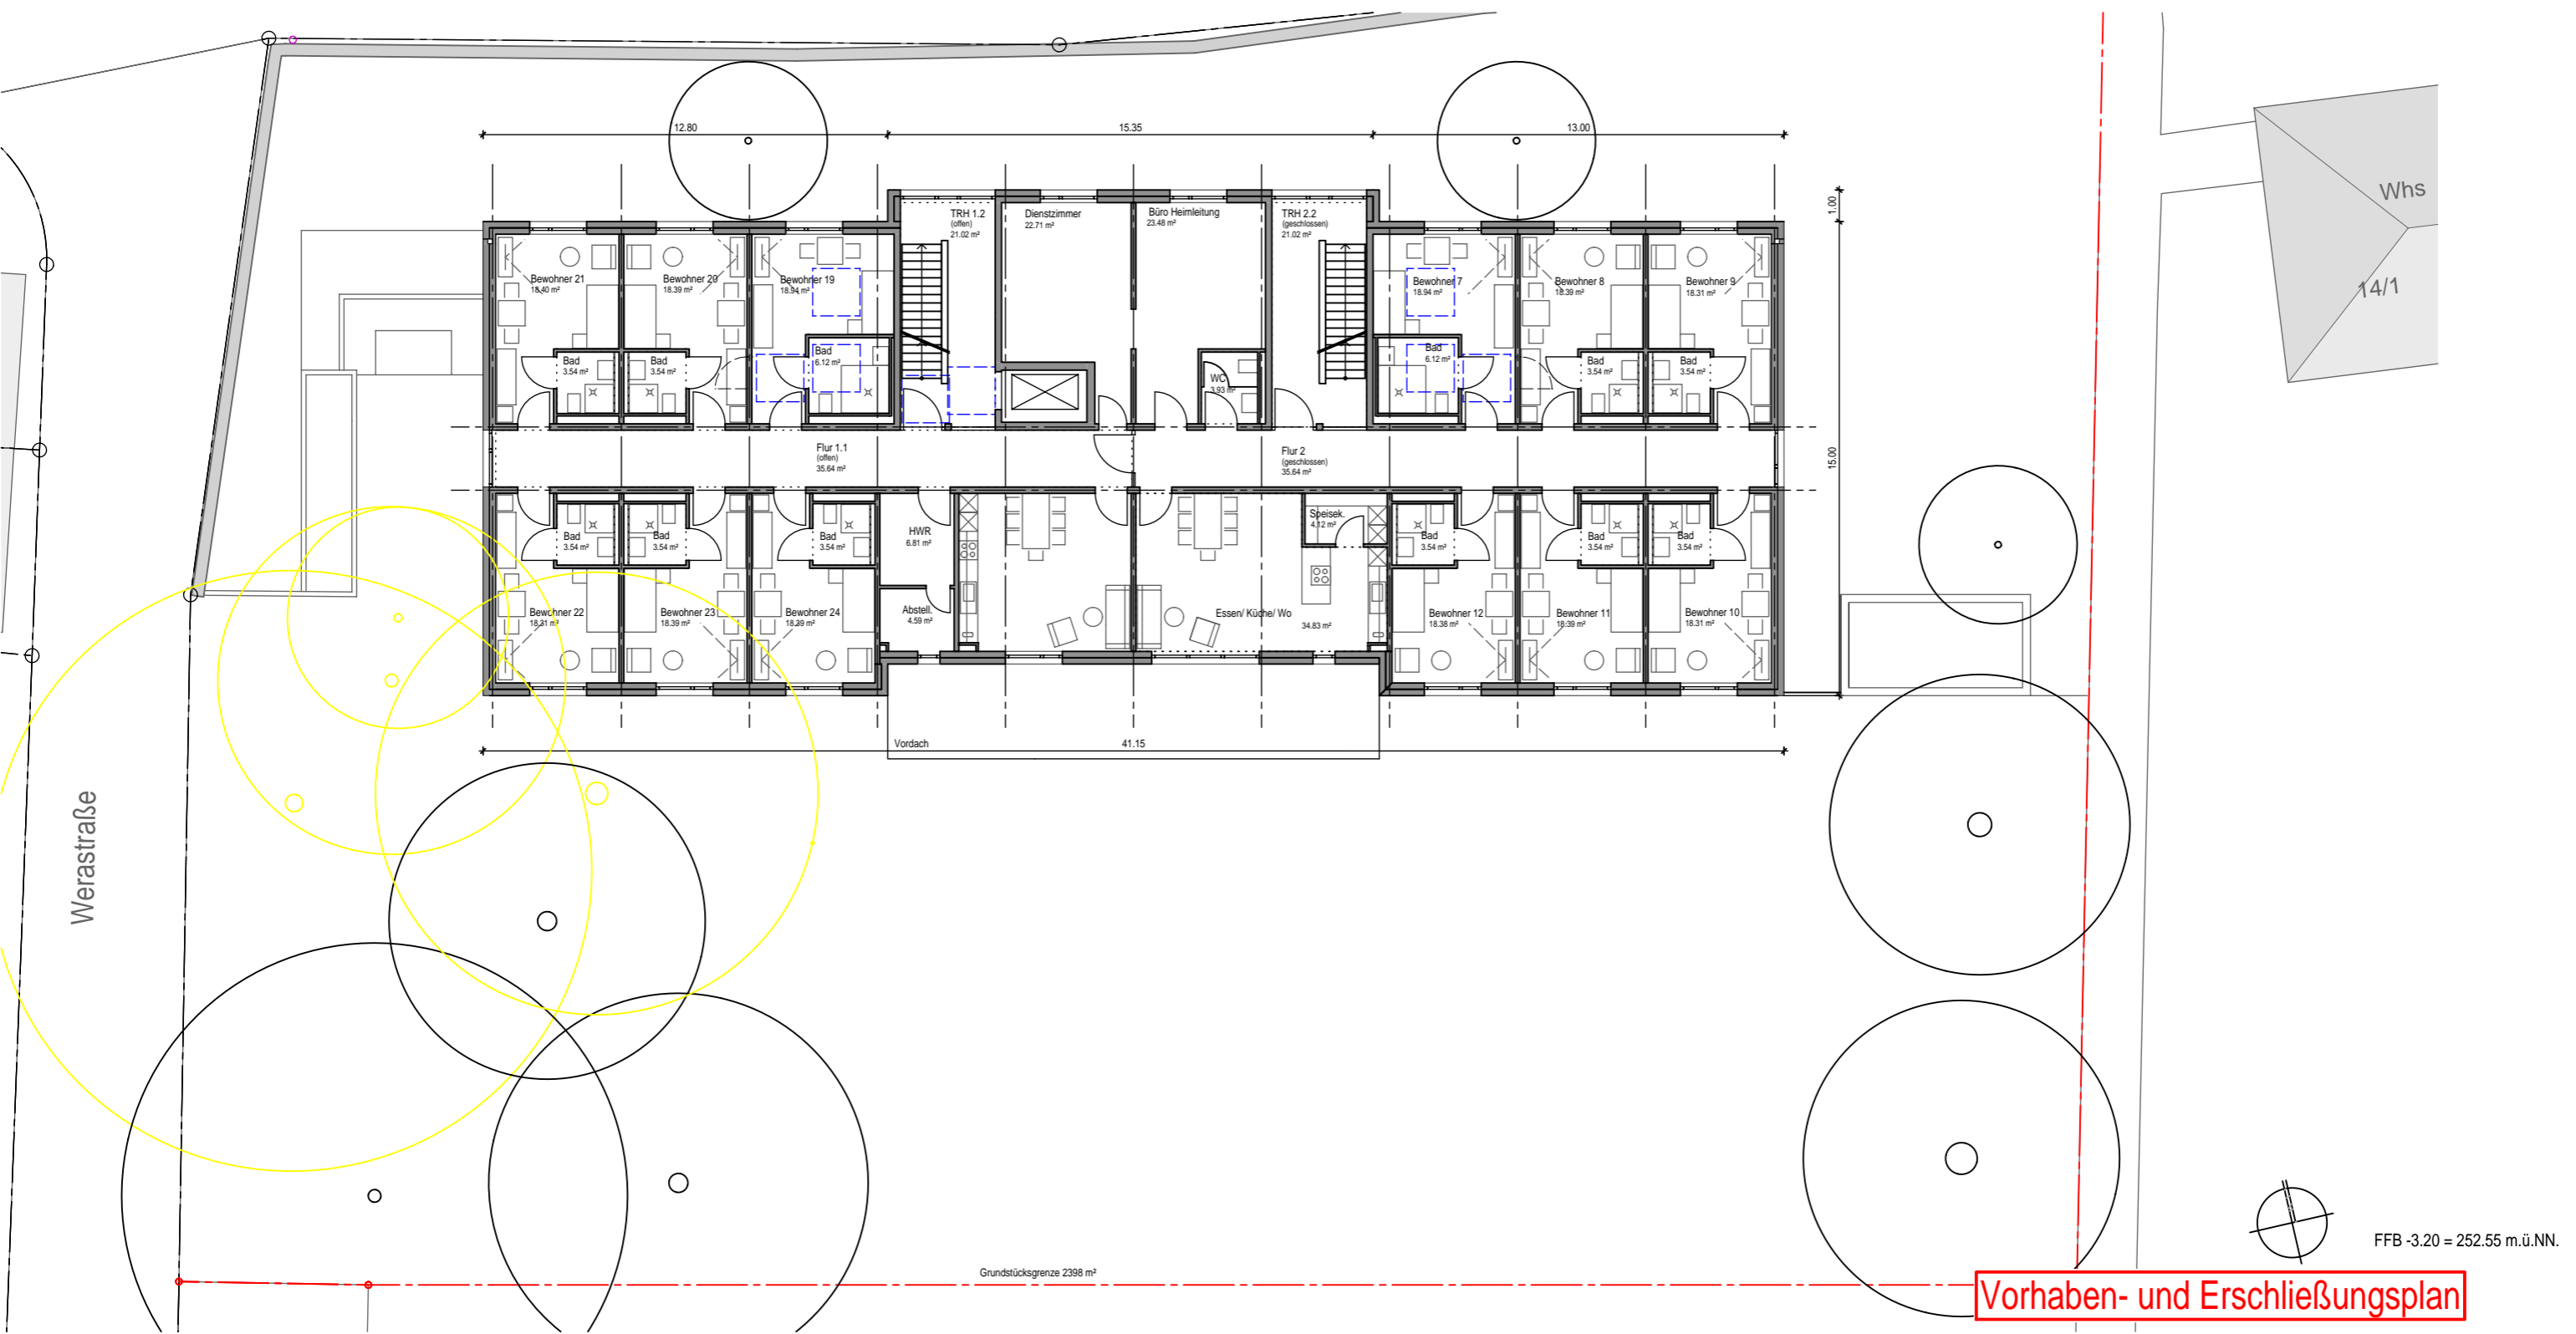 12.80
15.35
13.00
1.00
15.00
Whs
14/1
TRH 1.2
(offen)
21.02 m²
Dienstzimmer
22.71 m²
Büro Heimleitung
23.48 m²
TRH 2.2
(geschlossen)
21.02 m²
Bewohner 21
18.40 m²
Bewohner 20
18.39 m²
Bewohner 19
18.94 m²
Bewohner 7
18.94 m²
Bewohner 8
18.39 m²
Bewohner 9
18.31 m²
Bad
3.54 m²
Bad
3.54 m²
Bad
6.12 m²
WC
3.93 m²
Bad
6.12 m²
Bad
3.54 m²
Bad
3.54 m²
Flur 1.1
(offen)
35.64 m²
Flur 2
(geschlossen)
35.64 m²
Bad
3.54 m²
Bad
3.54 m²
Bad
3.54 m²
HWR
6.81 m²
Speisek.
4.12 m²
Bad
3.54 m²
Bad
3.54 m²
Bad
3.54 m²
Bewohner 22
18.31 m²
Bewohner 23
18.39 m²
Bewohner 24
18.39 m²
Abstell.
4.59 m²
Essen/ Küche/ Wo
34.83 m²
Bewohner 12
18.38 m²
Bewohner 11
18.39 m²
Bewohner 10
18.31 m²
Vordach
41.15
Werastraße
FFB -3.20 = 252.55 m.ü.NN.
Grundstücksgrenze 2398 m²
Vorhaben- und Erschließungsplan